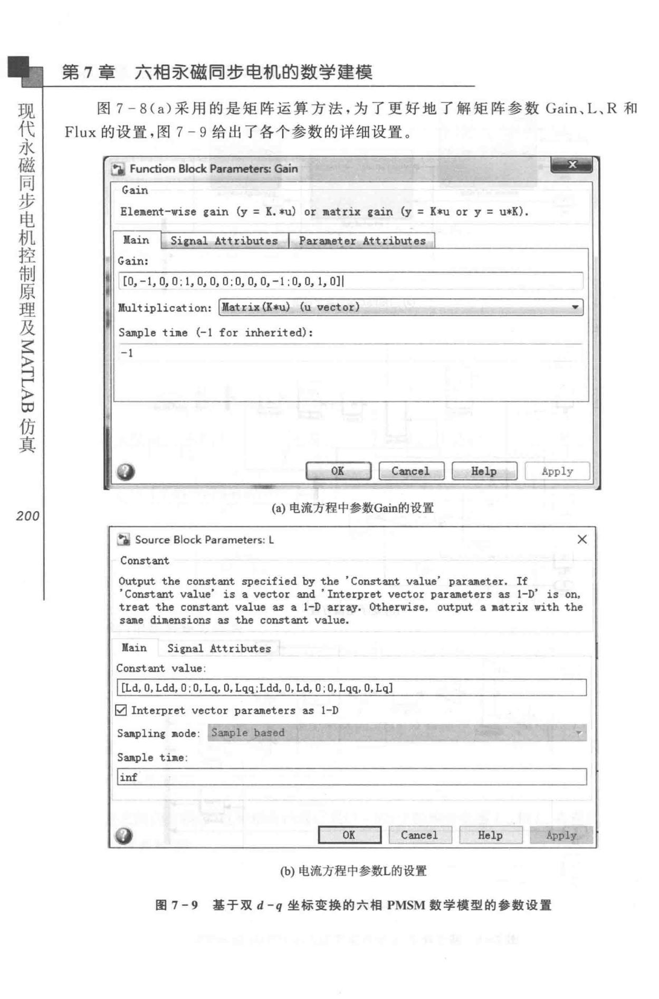 第 7 章 六相永磁同步电机的数学建模
现代永磁同步电机控制原理及MATLAB仿真
200
图 7-8(a)采用的是矩阵运算方法,为了更好地了解矩阵参数 Gain、L、R 和
Flux 的设置,图 7-9 给出了各个参数的详细设置。
Function Block Parameters: Gain
Gain
Element-wise gain (y = K.*u) or matrix gain (y = K*u or y = u*K).
Main Signal Attributes Parameter Attributes
Gain:
[0,-1,0,0;1,0,0,0;0,0,0,-1;0,0,1,0]
Multiplication: Matrix(K*u) (u vector)
Sample time (-1 for inherited):
-1
OK Cancel Help Apply
(a) 电流方程中参数Gain的设置
Source Block Parameters: L
Constant
Output the constant specified by the 'Constant value' parameter. If
'Constant value' is a vector and 'Interpret vector parameters as 1-D' is on,
treat the constant value as a 1-D array. Otherwise, output a matrix with the
same dimensions as the constant value.
Main Signal Attributes
Constant value:
[Ld,0,Ldd,0;0,Lq,0,Lqq;Ldd,0,Ld,0;0,Lqq,0,Lq]
Interpret vector parameters as 1-D
Sampling mode: Sample based
Sample time:
inf
OK Cancel Help Apply
(b) 电流方程中参数L的设置
图 7-9 基于双 d-q 坐标变换的六相 PMSM 数学模型的参数设置